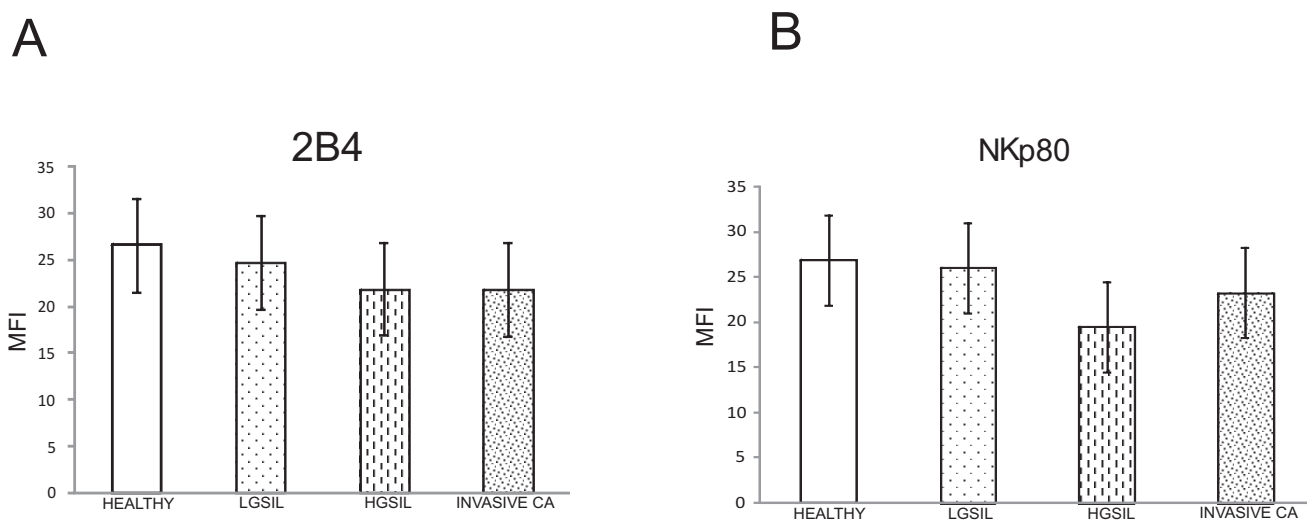 A
2B4
MFI
35
30
25
20
15
10
5
0
HEALTHY LGSIL HGSIL INVASIVE CA
B
NKp80
MFI
35
30
25
20
15
10
5
0
HEALTHY LGSIL HGSIL INVASIVE CA